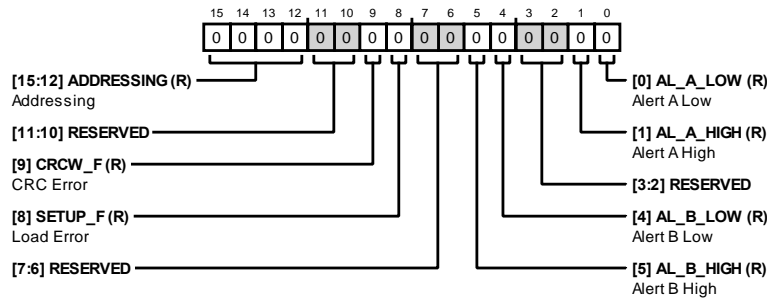 15 14 13 12 11 10 9 8 7 6 5 4 3 2 1 0
0 0 0 0 0 0 0 0 0 0 0 0 0 0 0 0
[15:12] ADDRESSING (R)
Addressing
[11:10] RESERVED
[9] CRCW_F (R)
CRC Error
[8] SETUP_F (R)
Load Error
[7:6] RESERVED
[0] AL_A_LOW (R)
Alert A Low
[1] AL_A_HIGH (R)
Alert A High
[3:2] RESERVED
[4] AL_B_LOW (R)
Alert B Low
[5] AL_B_HIGH (R)
Alert B High